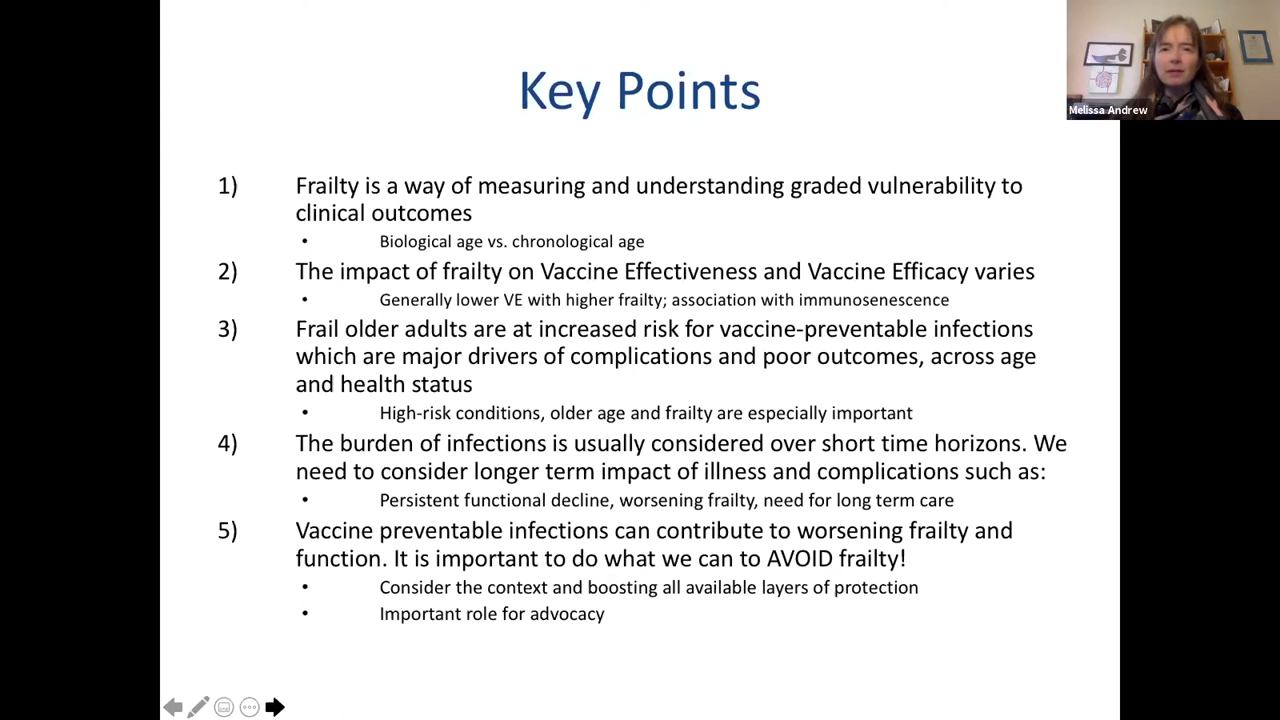 Key Points
Melissa Andrew
1) Frailty is a way of measuring and understanding graded vulnerability to
clinical outcomes
• Biological age vs. chronological age
2) The impact of frailty on Vaccine Effectiveness and Vaccine Efficacy varies
• Generally lower VE with higher frailty; association with immunosenescence
3) Frail older adults are at increased risk for vaccine-preventable infections
which are major drivers of complications and poor outcomes, across age
and health status
• High-risk conditions, older age and frailty are especially important
4) The burden of infections is usually considered over short time horizons. We
need to consider longer term impact of illness and complications such as:
• Persistent functional decline, worsening frailty, need for long term care
5) Vaccine preventable infections can contribute to worsening frailty and
function. It is important to do what we can to AVOID frailty!
• Consider the context and boosting all available layers of protection
• Important role for advocacy